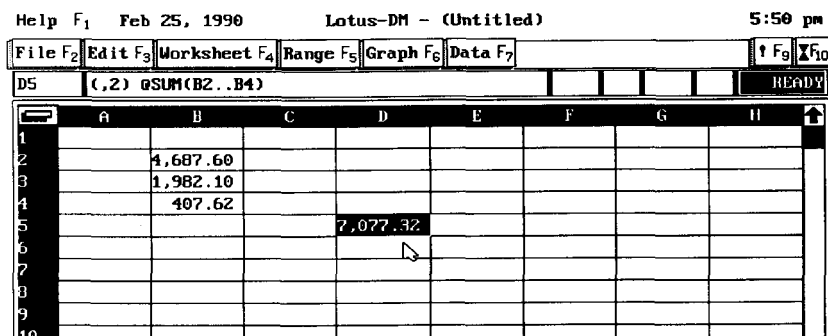 Help F1 Feb 25, 1990 Lotus-DM - (Untitled) 5:50 pm
File F2 Edit F3 Worksheet F4 Range F5 Graph F6 Data F7 F9 F10
D5 (,2) @SUM(B2..B4) READY
A B C D E F G H
1
2 4,687.60
3 1,982.10
4 407.62
5 7,077.32
6
7
8
9
10